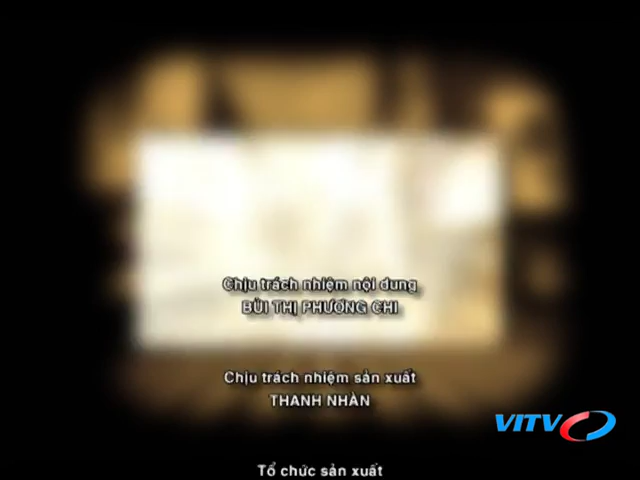 Chịu trách nhiệm nội dung
BÙI THỊ PHƯƠNG CHI
Chịu trách nhiệm sản xuất
THANH NHÀN
VITV
Tổ chức sản xuất